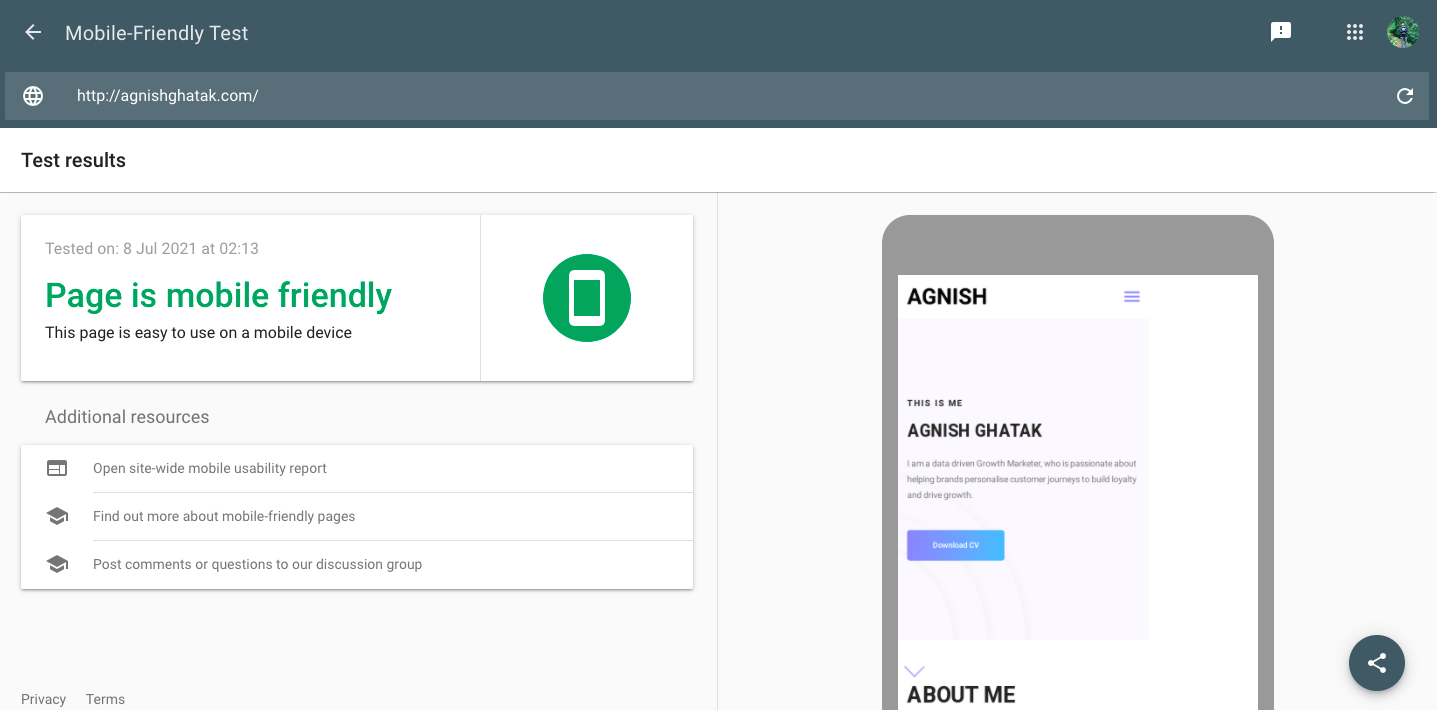 Mobile-Friendly Test
http://agnishghatak.com/
Test results
Tested on: 8 Jul 2021 at 02:13
Page is mobile friendly
This page is easy to use on a mobile device
Additional resources
Open site-wide mobile usability report
Find out more about mobile-friendly pages
Post comments or questions to our discussion group
Privacy Terms
AGNISH
THIS IS ME
AGNISH GHATAK
I am a data driven Growth Marketer, who is passionate about
helping brands personalise customer journeys to build loyalty
and drive growth.
Download CV
ABOUT ME